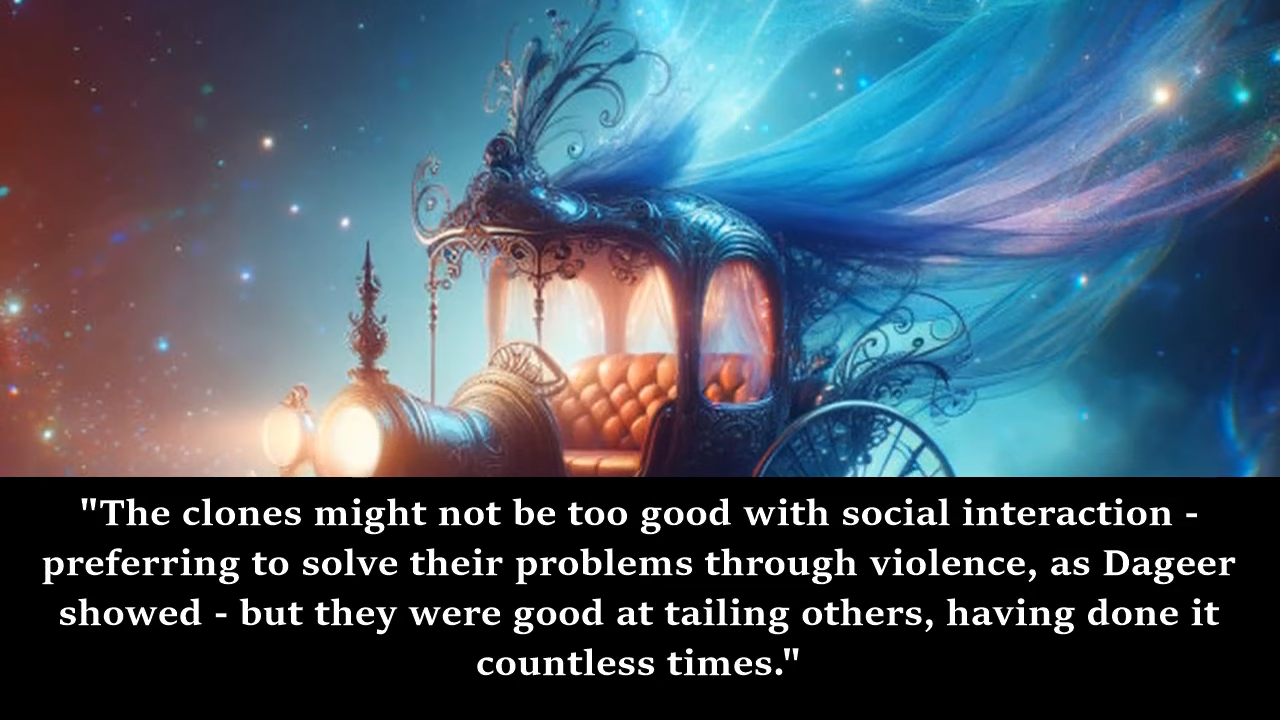 "The clones might not be too good with social interaction -
preferring to solve their problems through violence, as Dageer
showed - but they were good at tailing others, having done it
countless times."